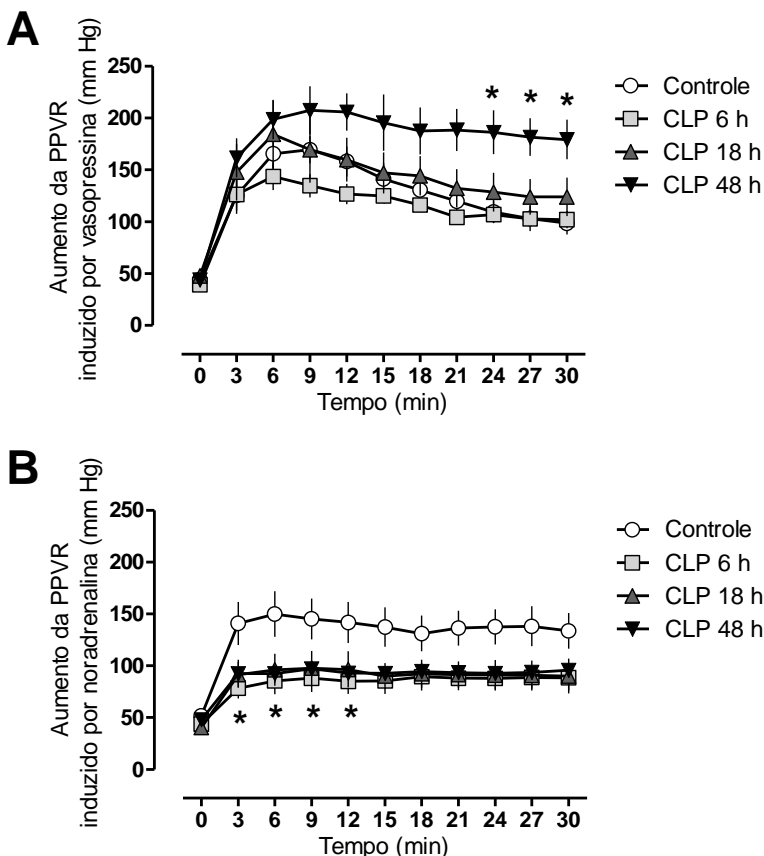 A
Aumento da PPVR
induzido por vasopressina (mm Hg)
250
200
150
100
50
0
* * *
Controle
CLP 6 h
CLP 18 h
CLP 48 h
0 3 6 9 12 15 18 21 24 27 30
Tempo (min)
B
Aumento da PPVR
induzido por noradrenalina (mm Hg)
250
200
150
100
50
0
* * * *
Controle
CLP 6 h
CLP 18 h
CLP 48 h
0 3 6 9 12 15 18 21 24 27 30
Tempo (min)